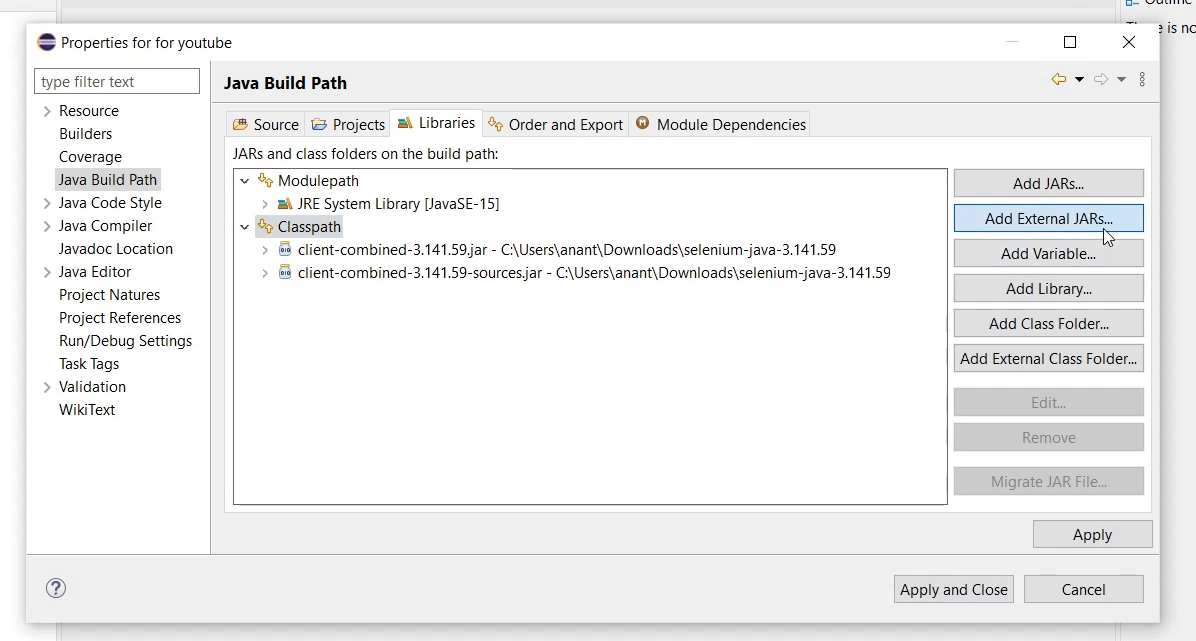 Outline
Properties for for youtube
e is no
type filter text
Java Build Path
Resource
Builders
Coverage
Java Build Path
Java Code Style
Java Compiler
Javadoc Location
Java Editor
Project Natures
Project References
Run/Debug Settings
Task Tags
Validation
WikiText
Source Projects Libraries Order and Export Module Dependencies
JARs and class folders on the build path:
Modulepath
JRE System Library [JavaSE-15]
Classpath
client-combined-3.141.59.jar - C:\Users\anant\Downloads\selenium-java-3.141.59
client-combined-3.141.59-sources.jar - C:\Users\anant\Downloads\selenium-java-3.141.59
Add JARs...
Add External JARs...
Add Variable...
Add Library...
Add Class Folder...
Add External Class Folder...
Edit...
Remove
Migrate JAR File...
Apply
Apply and Close Cancel